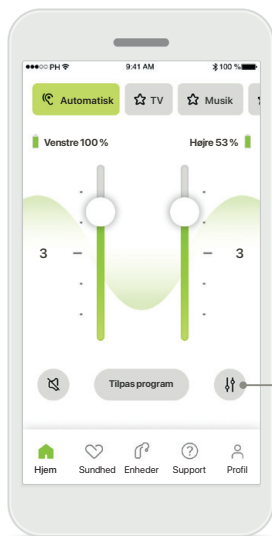 PH 9:41 AM 100 %
Automatisk TV Musik
Venstre 100 % Højre 53 %
3 3
Tilpas program
Hjem Sundhed Enheder Support Profil